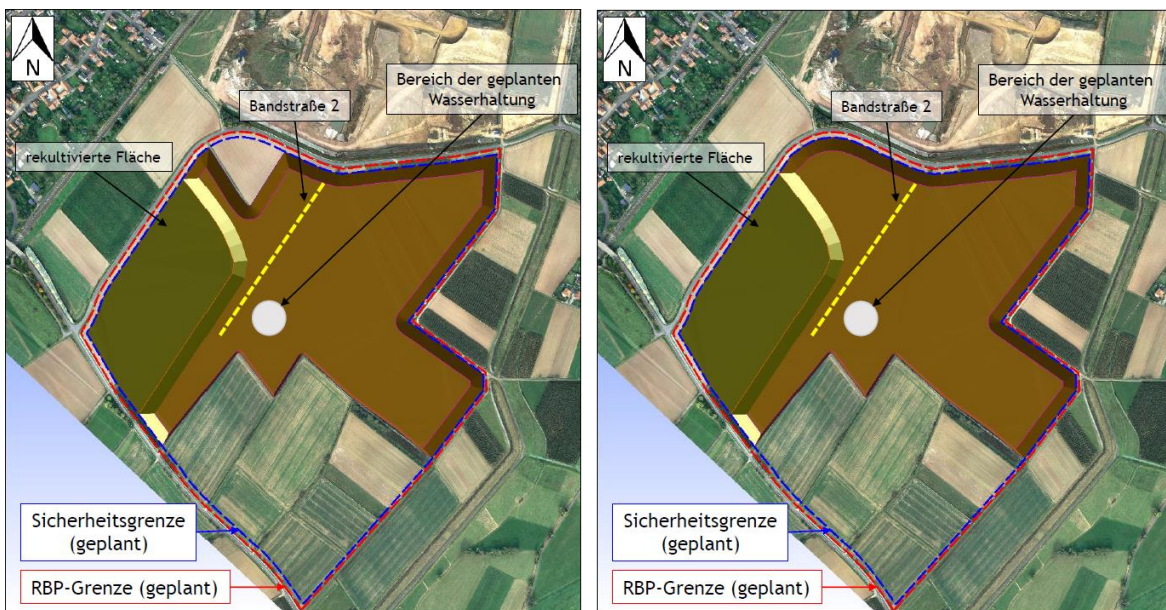 N
Bereich der geplanten
Wasserhaltung
Bandstraße 2
rekultivierte Fläche
Sicherheitsgrenze
(geplant)
RBP-Grenze (geplant)
N
Bereich der geplanten
Wasserhaltung
Bandstraße 2
rekultivierte Fläche
Sicherheitsgrenze
(geplant)
RBP-Grenze (geplant)